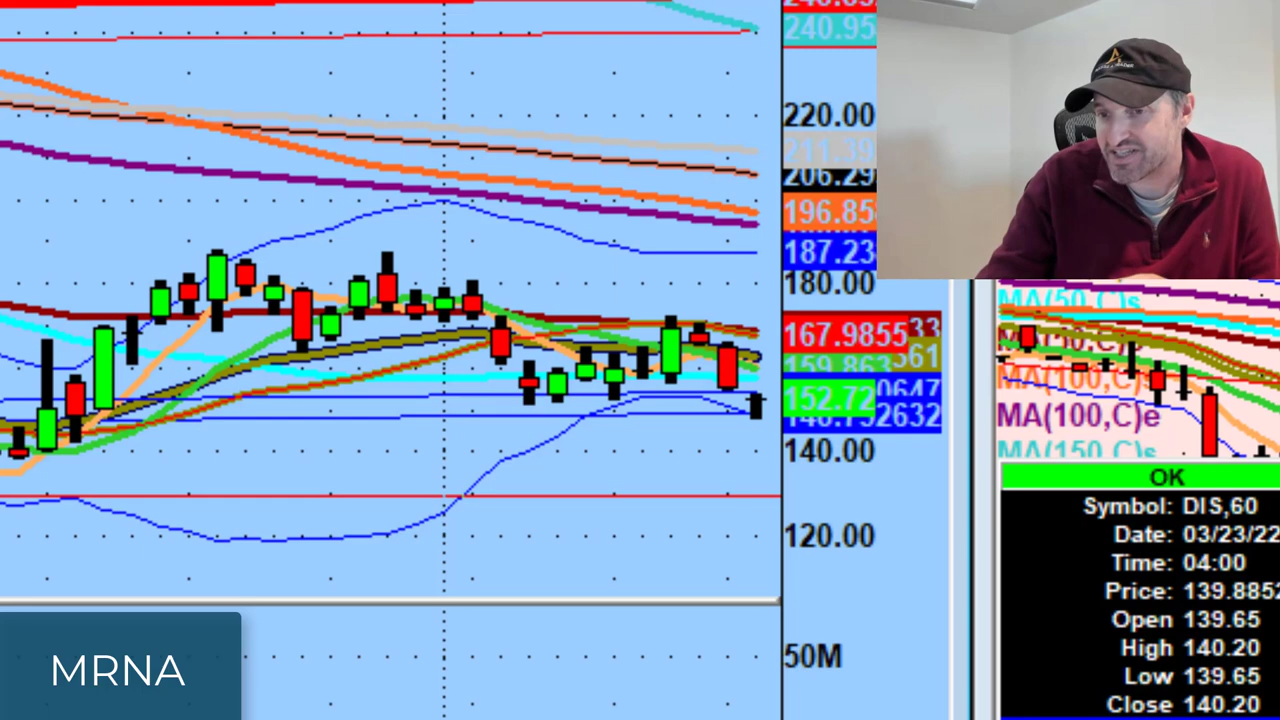 240.95
220.00
211.39
206.29
196.85
187.23
180.00
167.9855
152.72
140.00
120.00
50M
MA(50,C)s
MA(100,C)s
MA(100,C)e
MA(150,C)s
OK
Symbol: DIS,60
Date: 03/23/22
Time: 04:00
Price: 139.8852
Open 139.65
High 140.20
Low 139.65
Close 140.20
MRNA